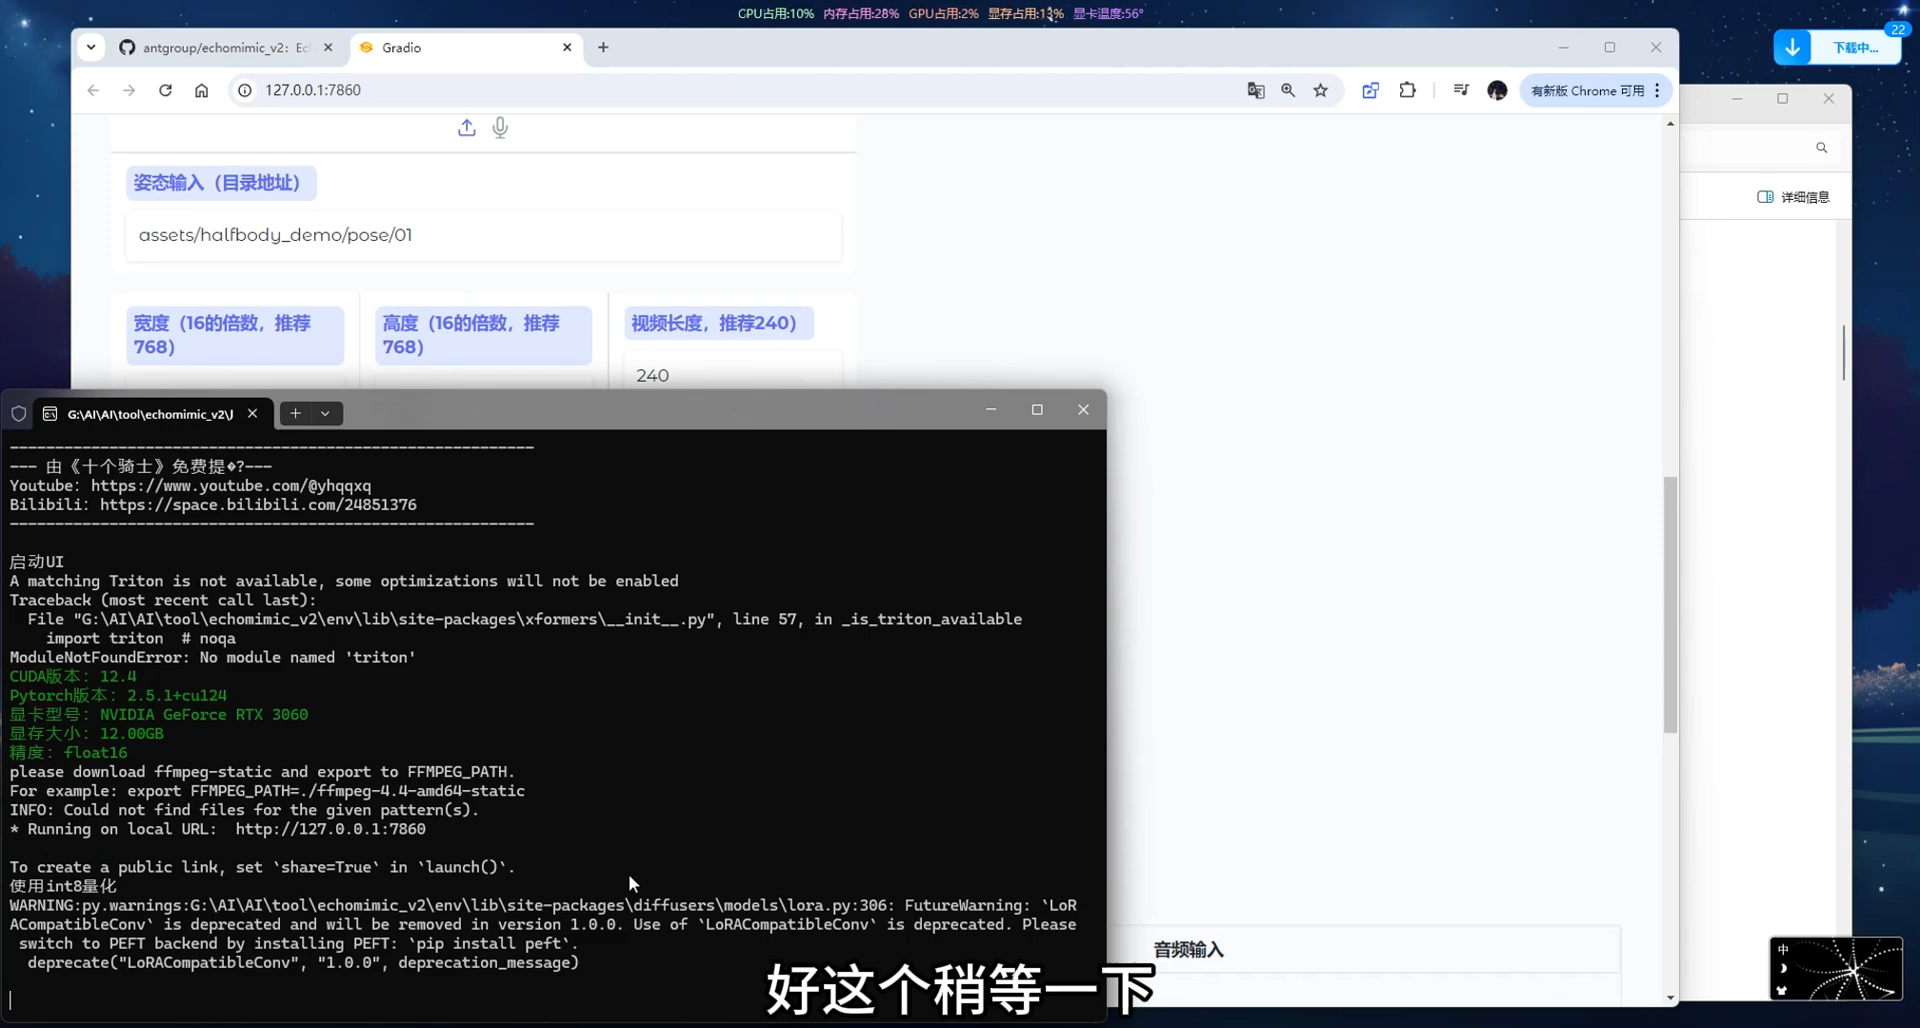 CPU占用:10% 内存占用:28% GPU占用:2% 显存占用:13% 显卡温度:56°
antgroup/echomimic_v2: Ec
Gradio
22
下载中...
127.0.0.1:7860
有新版 Chrome 可用
姿态输入（目录地址）
assets/halfbody_demo/pose/01
详细信息
宽度（16的倍数，推荐
768）
高度（16的倍数，推荐
768）
视频长度，推荐240）
240
G:\AI\AI\tool\echomimic_v2\J
--- 由《十个骑士》免费提�?---
Youtube: https://www.youtube.com/@yhqqxq
Bilibili: https://space.bilibili.com/24851376
启动UI
A matching Triton is not available, some optimizations will not be enabled
Traceback (most recent call last):
File "G:\AI\AI\tool\echomimic_v2\env\lib\site-packages\xformers\__init__.py", line 57, in _is_triton_available
import triton  # noqa
ModuleNotFoundError: No module named 'triton'
CUDA版本: 12.4
Pytorch版本: 2.5.1+cu124
显卡型号: NVIDIA GeForce RTX 3060
显存大小: 12.00GB
精度: float16
please download ffmpeg-static and export to FFMPEG_PATH.
For example: export FFMPEG_PATH=./ffmpeg-4.4-amd64-static
INFO: Could not find files for the given pattern(s).
* Running on local URL:  http://127.0.0.1:7860
To create a public link, set `share=True` in `launch()`.
使用int8量化
WARNING:py.warnings:G:\AI\AI\tool\echomimic_v2\env\lib\site-packages\diffusers\models\lora.py:306: FutureWarning: `LoR
ACompatibleConv` is deprecated and will be removed in version 1.0.0. Use of `LoRACompatibleConv` is deprecated. Please
switch to PEFT backend by installing PEFT: `pip install peft`.
deprecate("LoRACompatibleConv", "1.0.0", deprecation_message)
音频输入
中
好这个稍等一下